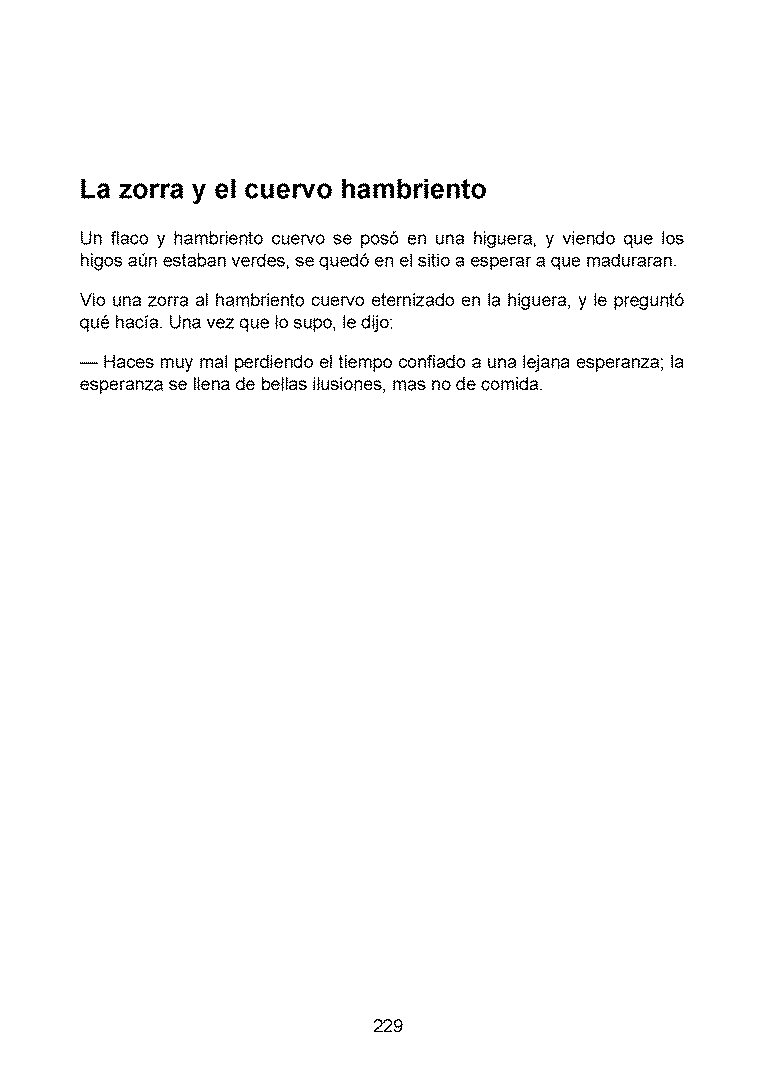 La zorra y el cuervo hambriento
Un flaco y hambriento cuervo se posó en una higuera, y viendo que los
higos aún estaban verdes, se quedó en el sitio a esperar a que maduraran.
Vio una zorra al hambriento cuervo eternizado en la higuera, y le preguntó
qué hacía. Una vez que lo supo, le dijo:
— Haces muy mal perdiendo el tiempo confiado a una lejana esperanza; la
esperanza se llena de bellas ilusiones, mas no de comida.
229